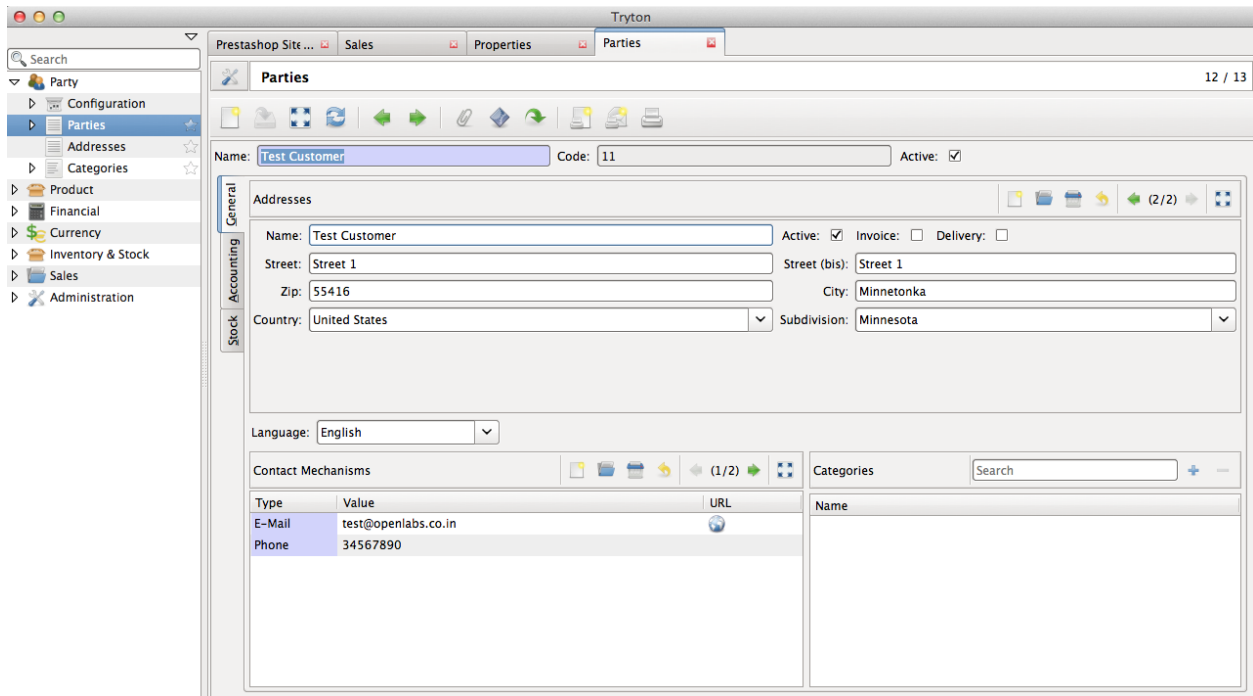 Tryton
Prestashop Site ... Sales Properties Parties
Search
Parties 12 / 13
Party
Configuration
Parties
Addresses
Categories
Product
Financial
Currency
Inventory & Stock
Sales
Administration
Name: Test Customer Code: 11 Active:
General
Accounting
Stock
Addresses (2/2)
Name: Test Customer Active: Invoice: Delivery:
Street: Street 1 Street (bis): Street 1
Zip: 55416 City: Minnetonka
Country: United States Subdivision: Minnesota
Language: English
Contact Mechanisms (1/2) Categories Search
Type Value URL Name
E-Mail test@openlabs.co.in
Phone 34567890